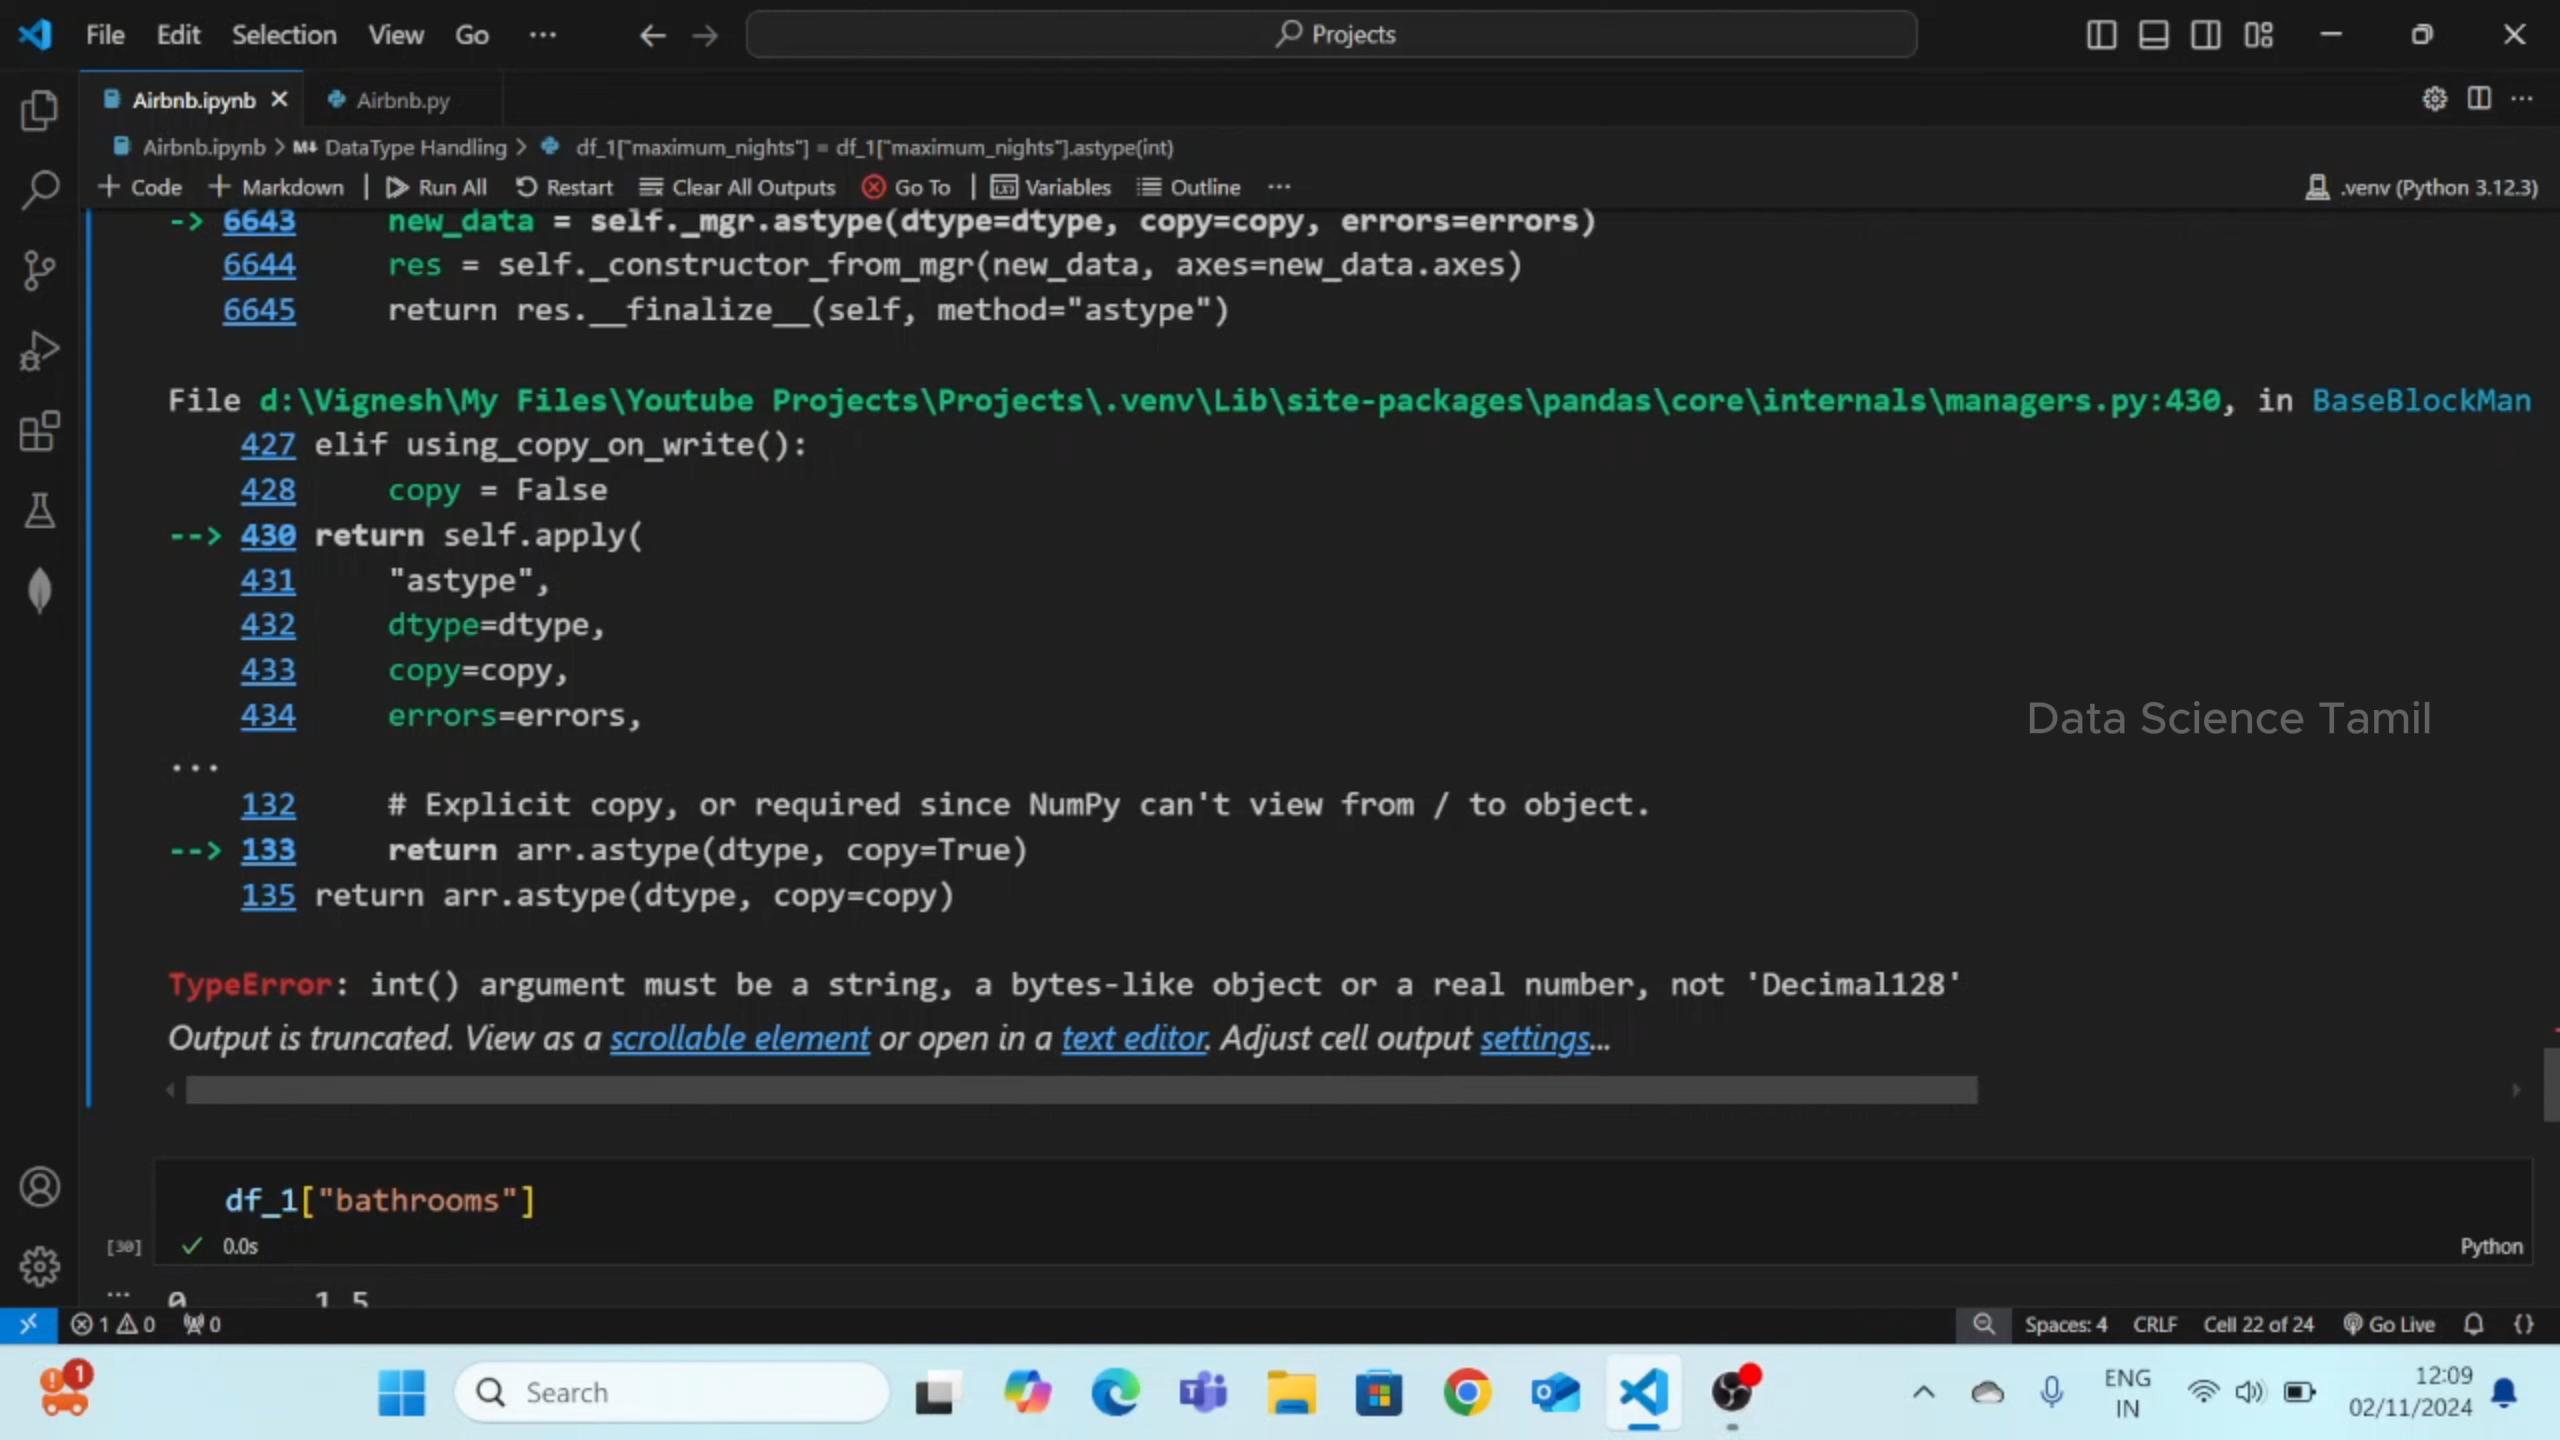 File Edit Selection View Go ··· Projects
Airbnb.ipynb Airbnb.py
Airbnb.ipynb > M↓ DataType Handling > df_1["maximum_nights"] = df_1["maximum_nights"].astype(int)
+ Code + Markdown | Run All Restart Clear All Outputs Go To | Variables Outline ··· .venv (Python 3.12.3)
-> 6643 new_data = self._mgr.astype(dtype=dtype, copy=copy, errors=errors)
6644 res = self._constructor_from_mgr(new_data, axes=new_data.axes)
6645 return res.__finalize__(self, method="astype")
File d:\Vignesh\My Files\Youtube Projects\Projects\.venv\Lib\site-packages\pandas\core\internals\managers.py:430, in BaseBlockMan
427 elif using_copy_on_write():
428 copy = False
--> 430 return self.apply(
431 "astype",
432 dtype=dtype,
433 copy=copy,
434 errors=errors,
Data Science Tamil
...
132 # Explicit copy, or required since NumPy can't view from / to object.
--> 133 return arr.astype(dtype, copy=True)
135 return arr.astype(dtype, copy=copy)
TypeError: int() argument must be a string, a bytes-like object or a real number, not 'Decimal128'
Output is truncated. View as a scrollable element or open in a text editor. Adjust cell output settings...
df_1["bathrooms"]
[30] 0.0s Python
... 0 1.5
1 0 0 Spaces: 4 CRLF Cell 22 of 24 Go Live {}
1 Search ENG 12:09
IN 02/11/2024